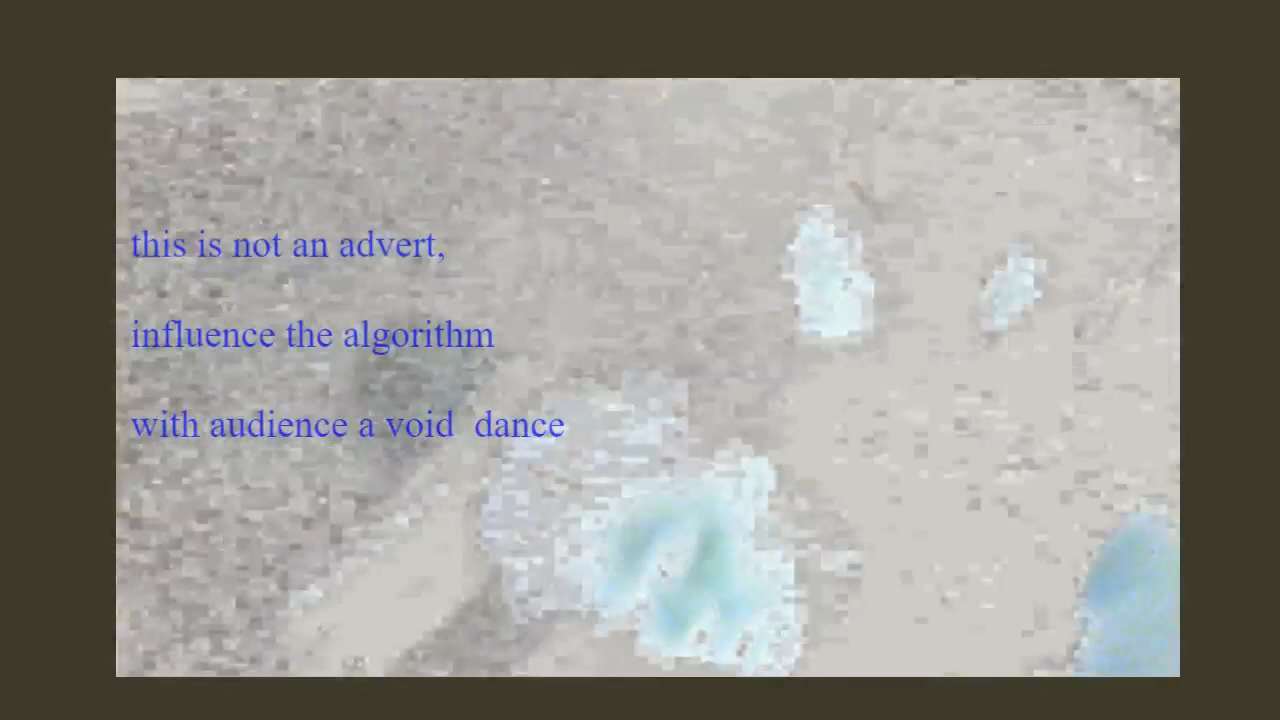 this is not an advert,
influence the algorithm
with audience a void  dance